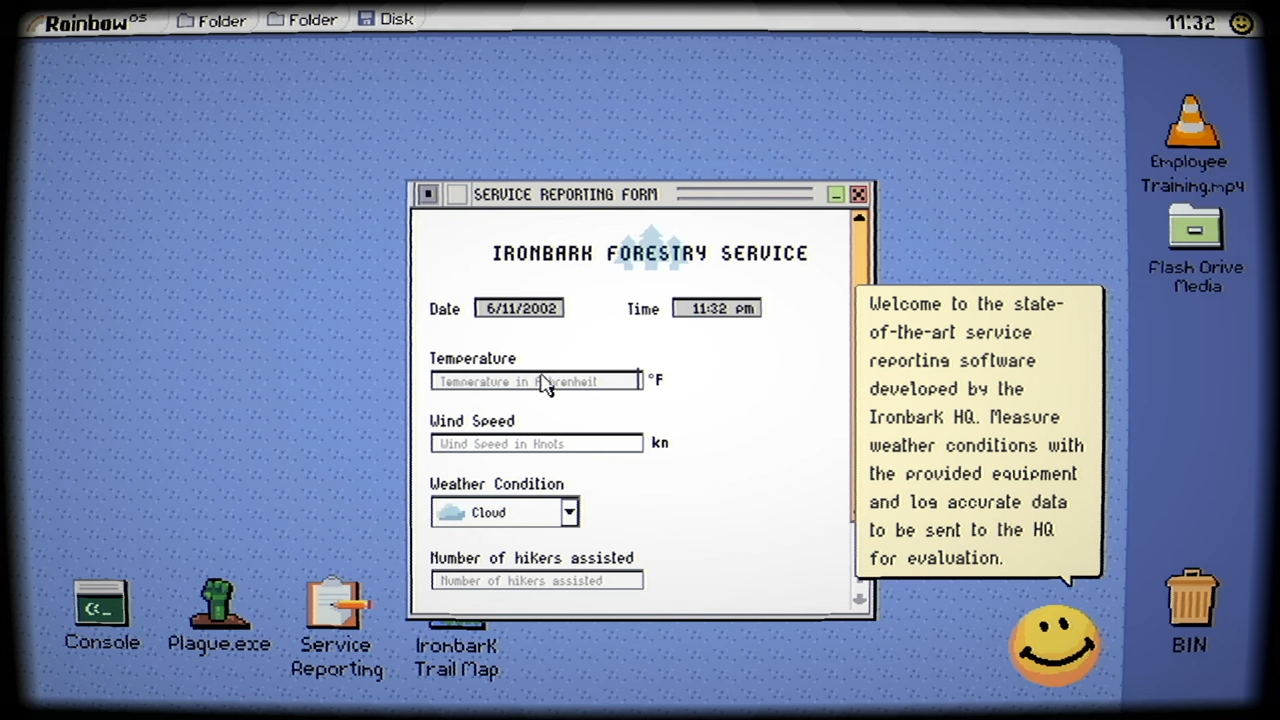 Rainbow OS
Folder
Folder
Disk
11:32
Employee
Training.mp4
Flash Drive
Media
SERVICE REPORTING FORM
IRONBARK FORESTRY SERVICE
Date 6/11/2002 Time 11:32 pm
Temperature
Temperature in Fahrenheit °F
Wind Speed
Wind Speed in Knots kn
Weather Condition
Cloud
Number of hikers assisted
Number of hikers assisted
Welcome to the state-
of-the-art service
reporting software
developed by the
Ironbark HQ. Measure
weather conditions with
the provided equipment
and log accurate data
to be sent to the HQ
for evaluation.
Console
Plague.exe
Service
Reporting
Ironbark
Trail Map
BIN